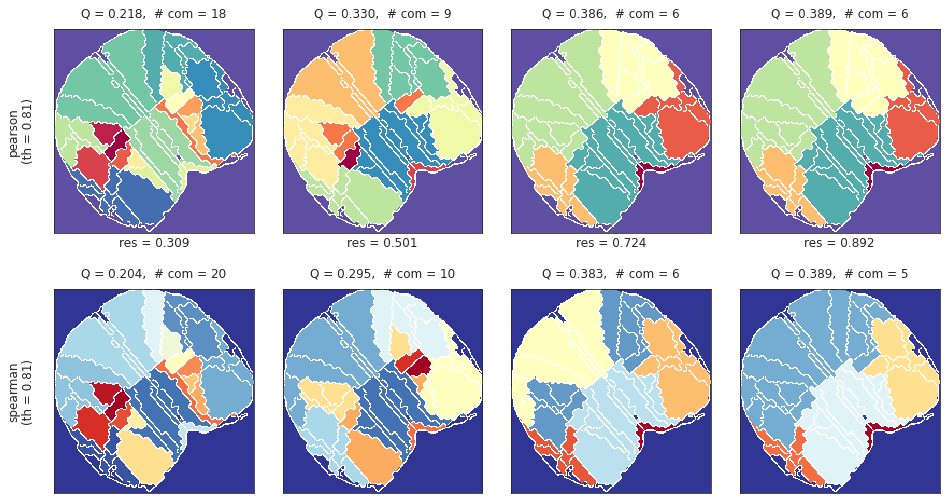 Q = 0.218,  # com = 18
Q = 0.330,  # com = 9
Q = 0.386,  # com = 6
Q = 0.389,  # com = 6
pearson
(th = 0.81)
res = 0.309
res = 0.501
res = 0.724
res = 0.892
Q = 0.204,  # com = 20
Q = 0.295,  # com = 10
Q = 0.383,  # com = 6
Q = 0.389,  # com = 5
spearman
(th = 0.81)